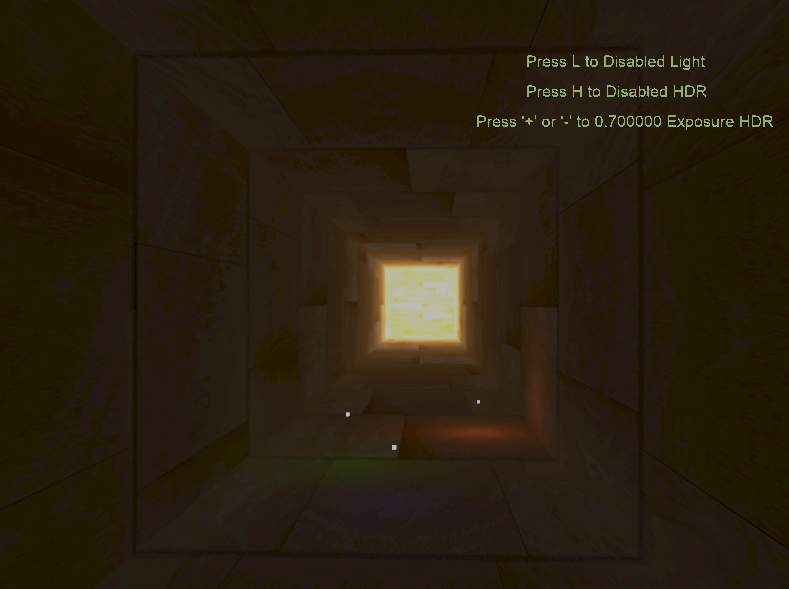 Press L to Disabled Light
Press H to Disabled HDR
Press '+' or '-' to 0.700000 Exposure HDR